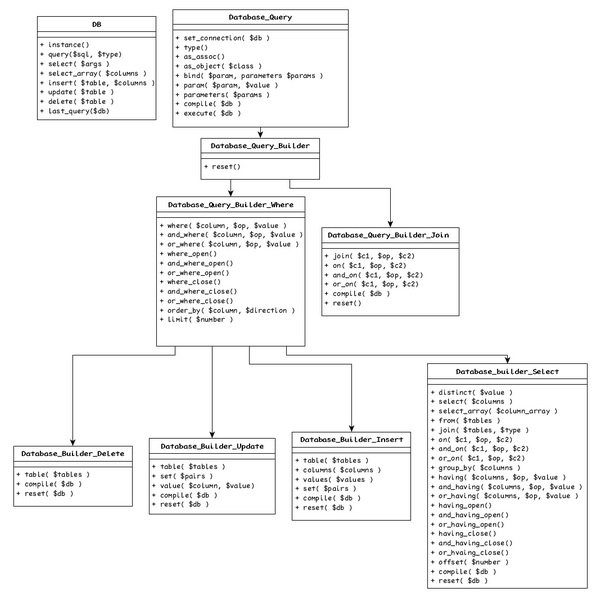 DB
+ instance()
+ query($sql, $type)
+ select( $args )
+ select_array( $columns )
+ insert( $table, $columns )
+ update( $table )
+ delete( $table )
+ last_query($db)
Database_Query
+ set_connection( $db )
+ type()
+ as_assoc()
+ as_object( $class )
+ bind( $param, parameters $params )
+ param( $param, $value )
+ parameters( $params )
+ compile( $db )
+ execute( $db )
Database_Query_Builder
+ reset()
Database_Query_Builder_Where
+ where( $column, $op, $value )
+ and_where( $column, $op, $value )
+ or_where( $column, $op, $value )
+ where_open()
+ and_where_open()
+ or_where_open()
+ where_close()
+ and_where_close()
+ or_where_close()
+ order_by( $column, $direction )
+ limit( $number )
Database_Query_Builder_Join
+ join( $c1, $op, $c2)
+ on( $c1, $op, $c2)
+ and_on( $c1, $op, $c2)
+ or_on( $c1, $op, $c2)
+ compile( $db )
+ reset()
Database_Builder_Delete
+ table( $tables )
+ compile( $db )
+ reset( $db )
Database_Builder_Update
+ table( $tables )
+ set( $pairs )
+ value( $column, $value)
+ compile( $db )
+ reset( $db )
Database_Builder_Insert
+ table( $tables )
+ columns( $columns )
+ values( $values )
+ set( $pairs )
+ compile( $db )
+ reset( $db )
Database_builder_Select
+ distinct( $value )
+ select( $columns )
+ select_array( $column_array )
+ from( $tables )
+ join( $tables, $type )
+ on( $c1, $op, $c2)
+ and_on( $c1, $op, $c2)
+ or_on( $c1, $op, $c2)
+ group_by( $columns )
+ having( $columns, $op, $value )
+ and_having( $columns, $op, $value )
+ or_having( $columns, $op, $value )
+ having_open()
+ and_having_open()
+ or_having_open()
+ having_close()
+ and_having_close()
+ or_hvaing_close()
+ offset( $number )
+ compile( $db )
+ reset( $db )